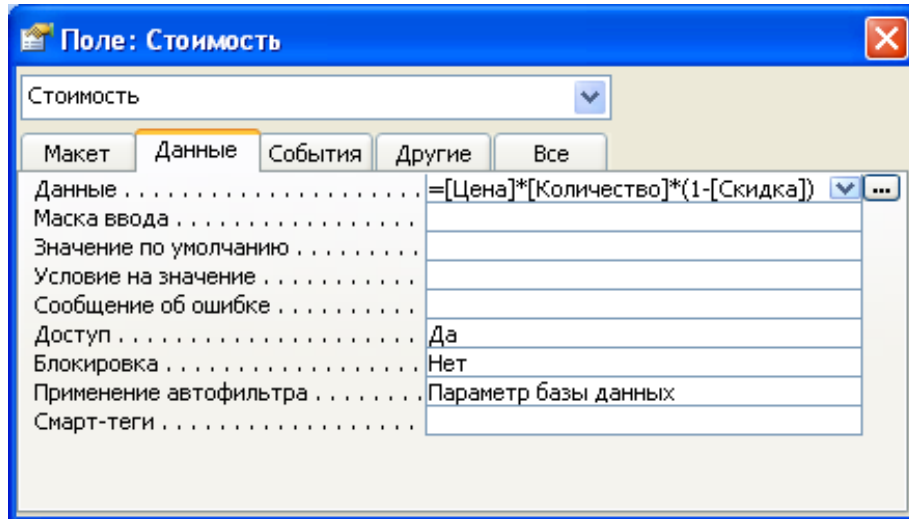 Поле: Стоимость
Стоимость
Макет Данные События Другие Все
Данные . . . . . . . . . . . . . . . . . . . . . =[Цена]*[Количество]*(1-[Скидка]) ...
Маска ввода . . . . . . . . . . . . . . . . .
Значение по умолчанию . . . . . . . . .
Условие на значение . . . . . . . . . . .
Сообщение об ошибке . . . . . . . . . .
Доступ . . . . . . . . . . . . . . . . . . . . . Да
Блокировка . . . . . . . . . . . . . . . . . . Нет
Применение автофильтра . . . . . . . . Параметр базы данных
Смарт-теги . . . . . . . . . . . . . . . . . .